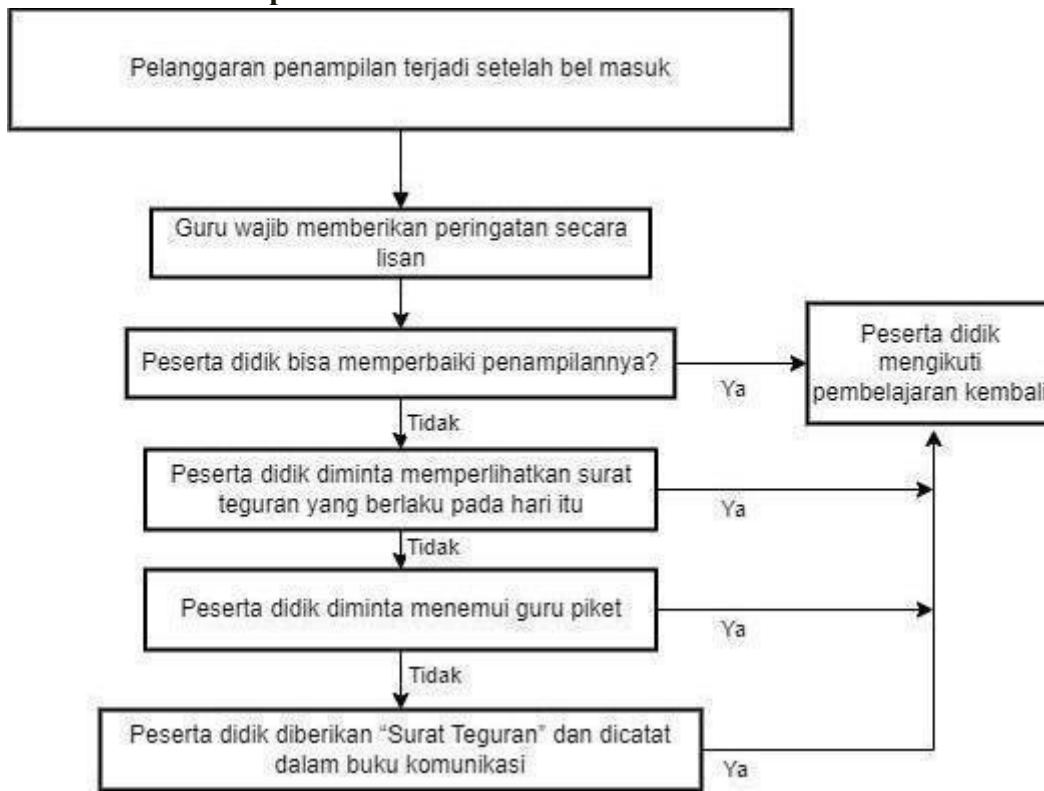 Pelanggaran penampilan terjadi setelah bel masuk
Guru wajib memberikan peringatan secara
lisan
Peserta didik bisa memperbaiki penampilannya?
Ya
Peserta didik
mengikuti
pembelajaran kembali
Tidak
Peserta didik diminta memperlihatkan surat
teguran yang berlaku pada hari itu
Ya
Tidak
Peserta didik diminta menemui guru piket
Ya
Tidak
Peserta didik diberikan “Surat Teguran” dan dicatat
dalam buku komunikasi
Ya